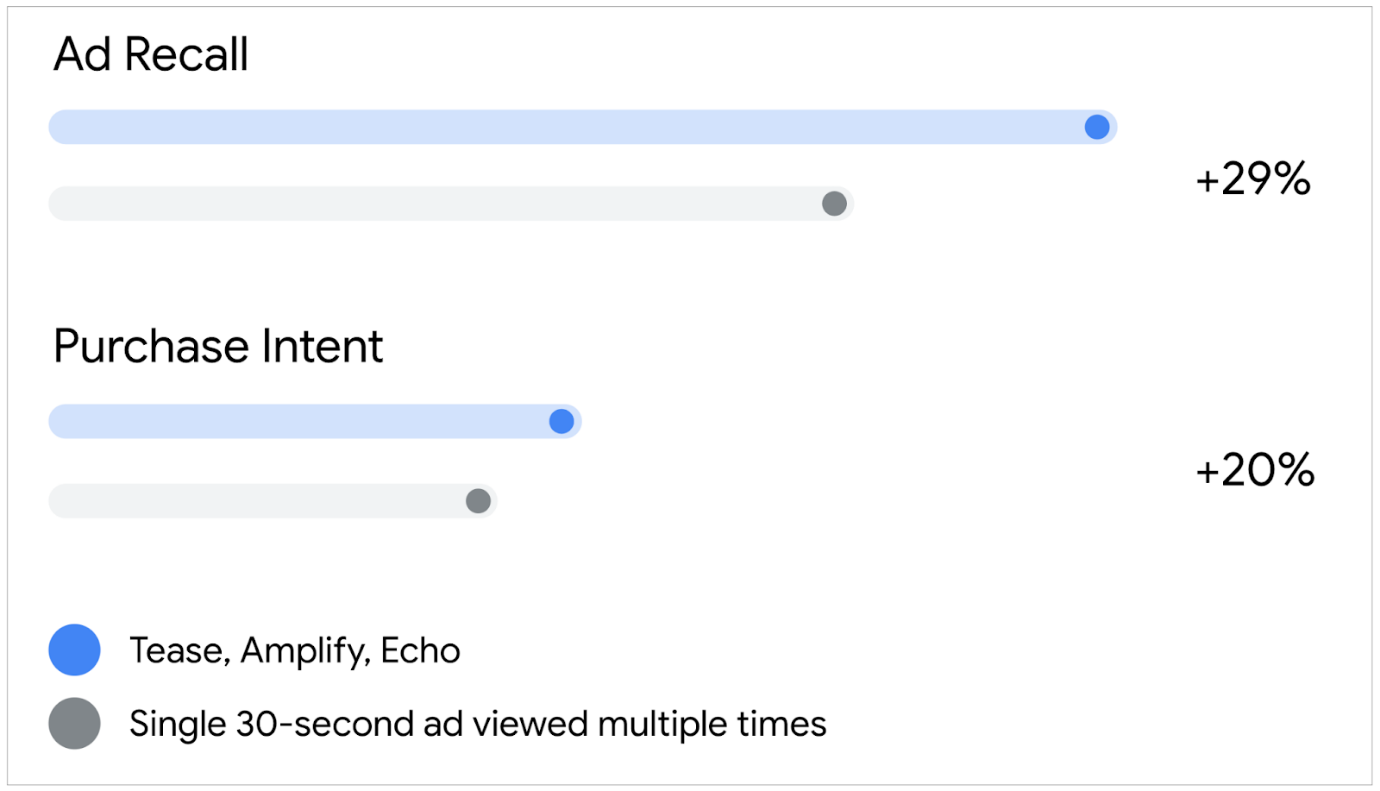 Ad Recall
+29%
Purchase Intent
+20%
Tease, Amplify, Echo
Single 30-second ad viewed multiple times